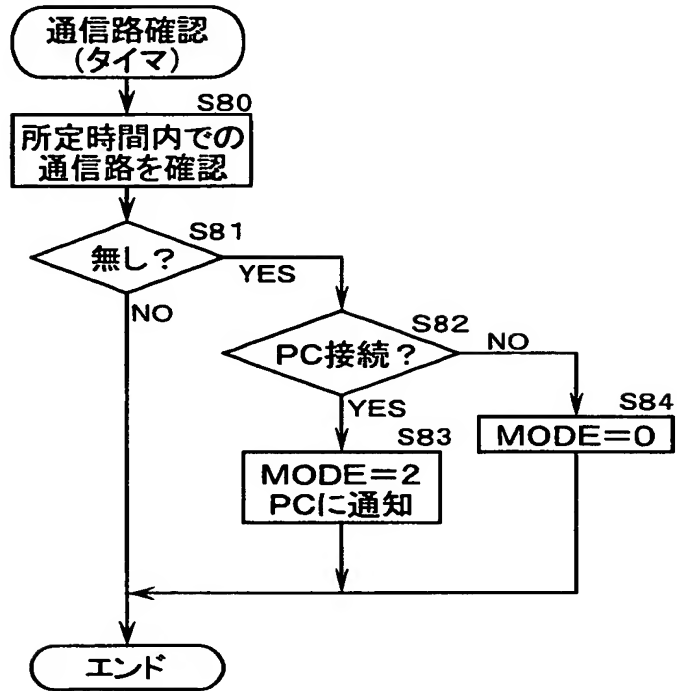 通信路確認
(タイマ)
S80
所定時間内での
通信路を確認
S81
無し?
YES
NO
S82
PC接続?
NO
YES
S84
MODE=0
S83
MODE=2
PCに通知
エンド